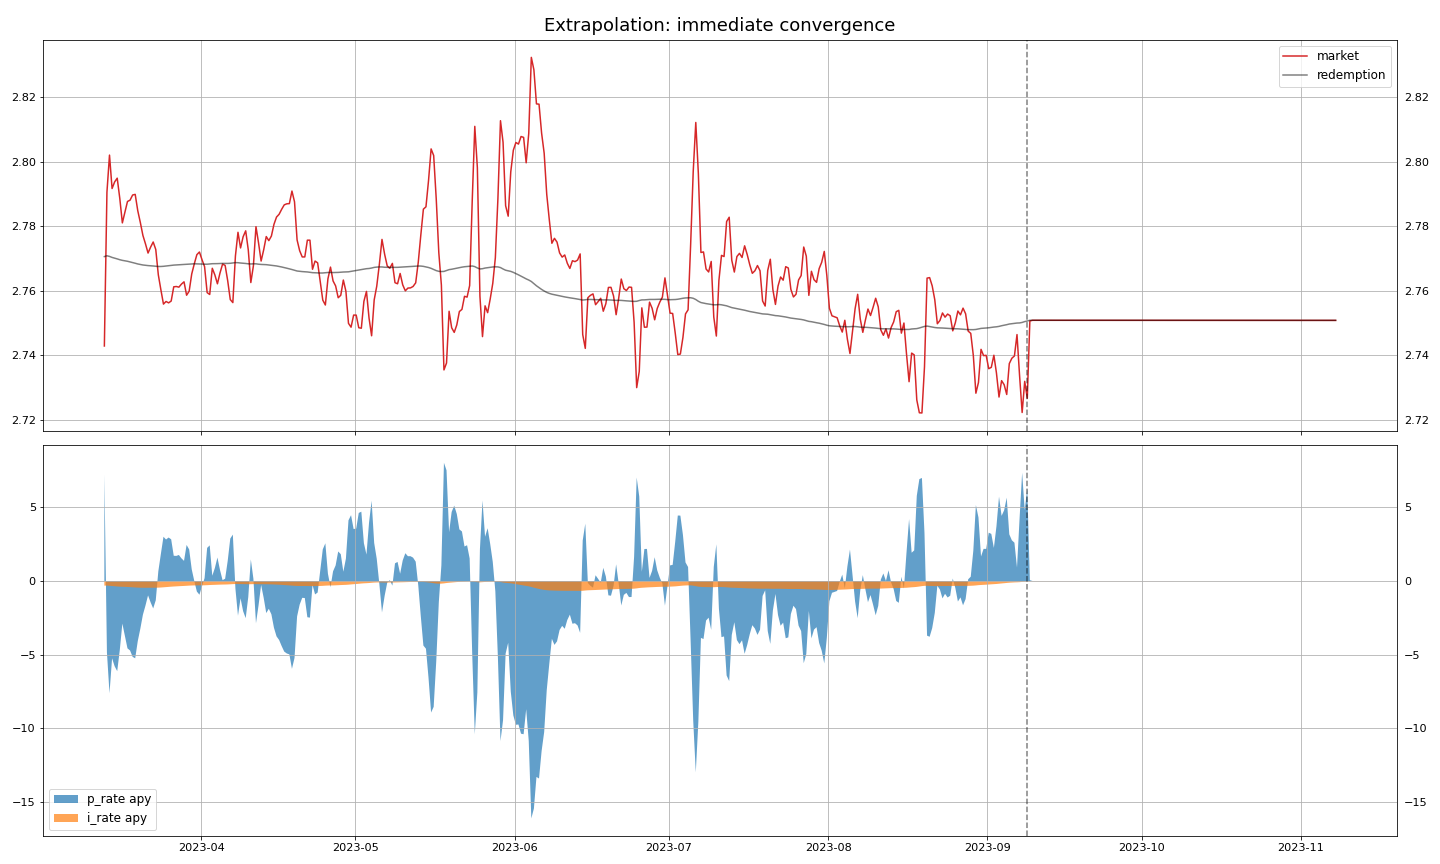 Extrapolation: immediate convergence
market
redemption
2.82 2.82
2.80 2.80
2.78 2.78
2.76 2.76
2.74 2.74
2.72 2.72
5 5
0 0
−5 −5
−10 −10
−15 −15
p_rate apy
i_rate apy
2023-04 2023-05 2023-06 2023-07 2023-08 2023-09 2023-10 2023-11